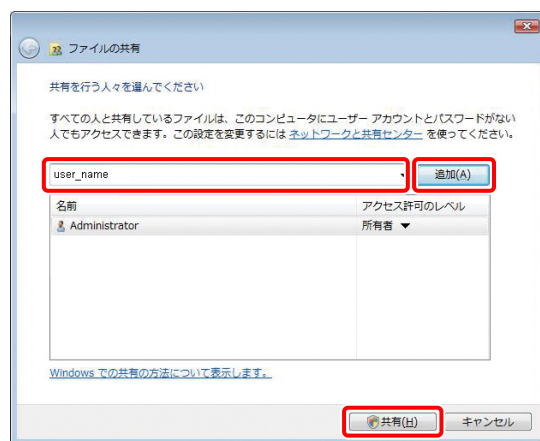 ファイルの共有
共有を行う人々を選んでください
すべての人と共有しているファイルは、このコンピュータにユーザー アカウントとパスワードがない
人でもアクセスできます。この設定を変更するには ネットワークと共有センター を使ってください。
user_name 追加(A)
名前 アクセス許可のレベル
Administrator 所有者 ▼
Windows での共有の方法について表示します。
共有(H) キャンセル